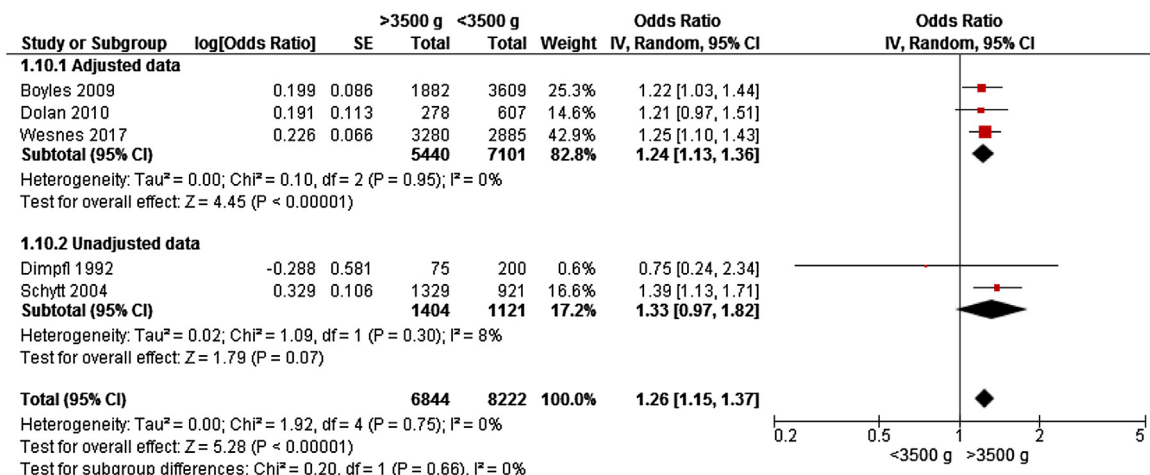 >3500 g <3500 g Odds Ratio Odds Ratio
Study or Subgroup log[Odds Ratio] SE Total Total Weight IV, Random, 95% CI IV, Random, 95% CI
1.10.1 Adjusted data
Boyles 2009 0.199 0.086 1882 3609 25.3% 1.22 [1.03, 1.44]
Dolan 2010 0.191 0.113 278 607 14.6% 1.21 [0.97, 1.51]
Wesnes 2017 0.226 0.066 3280 2885 42.9% 1.25 [1.10, 1.43]
Subtotal (95% CI) 5440 7101 82.8% 1.24 [1.13, 1.36]
Heterogeneity: Tau² = 0.00; Chi² = 0.10, df = 2 (P = 0.95); I² = 0%
Test for overall effect: Z = 4.45 (P < 0.00001)
1.10.2 Unadjusted data
Dimpfl 1992 -0.288 0.581 75 200 0.6% 0.75 [0.24, 2.34]
Schytt 2004 0.329 0.106 1329 921 16.6% 1.39 [1.13, 1.71]
Subtotal (95% CI) 1404 1121 17.2% 1.33 [0.97, 1.82]
Heterogeneity: Tau² = 0.02; Chi² = 1.09, df = 1 (P = 0.30); I² = 8%
Test for overall effect: Z = 1.79 (P = 0.07)
Total (95% CI) 6844 8222 100.0% 1.26 [1.15, 1.37]
Heterogeneity: Tau² = 0.00; Chi² = 1.92, df = 4 (P = 0.75); I² = 0%
Test for overall effect: Z = 5.28 (P < 0.00001)
Test for subgroup differences: Chi² = 0.20, df = 1 (P = 0.66), I² = 0%
0.2 0.5 1 2 5
<3500 g >3500 g